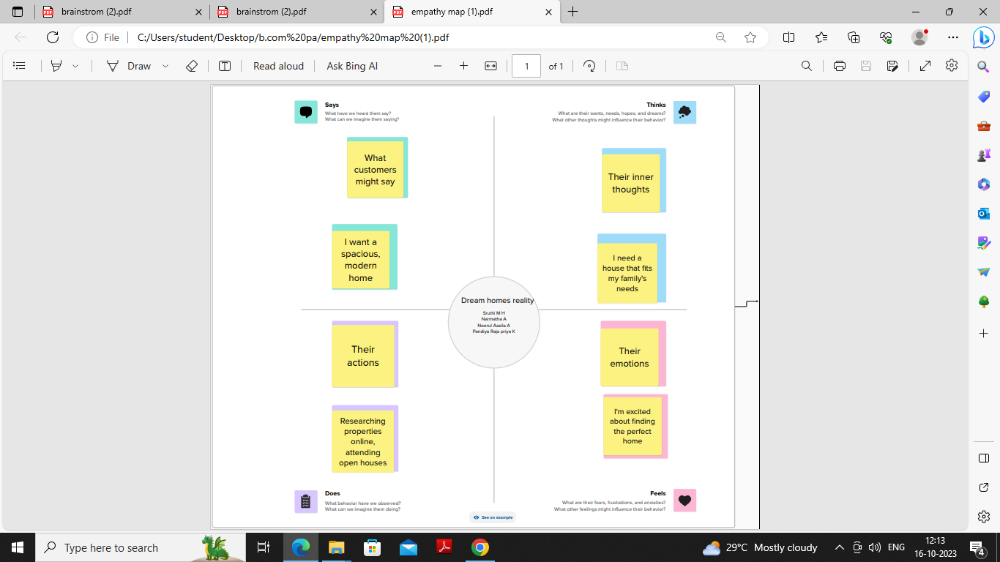 brainstrom (2).pdf
brainstrom (2).pdf
empathy map (1).pdf
File
C:/Users/student/Desktop/b.com%20pa/empathy%20map%20(1).pdf
Draw
Read aloud
Ask Bing AI
1
of 1
Says
What have we heard them say?
What can we imagine them saying?
Thinks
What are their wants, needs, hopes, and dreams?
What other thoughts might influence their behavior?
What
customers
might say
Their inner
thoughts
I want a
spacious,
modern
home
I need a
house that fits
my family's
needs
Dream homes reality
Sruthi M H
Narmatha A
Noorul Aasila A
Pandiya Raja priya K
Their
actions
Their
emotions
Researching
properties
online,
attending
open houses
I'm excited
about finding
the perfect
home
Does
What behavior have we observed?
What can we imagine them doing?
Feels
What are their fears, frustrations, and anxieties?
What other feelings might influence their behavior?
See an example
Type here to search
29°C Mostly cloudy
ENG
12:13
16-10-2023
4